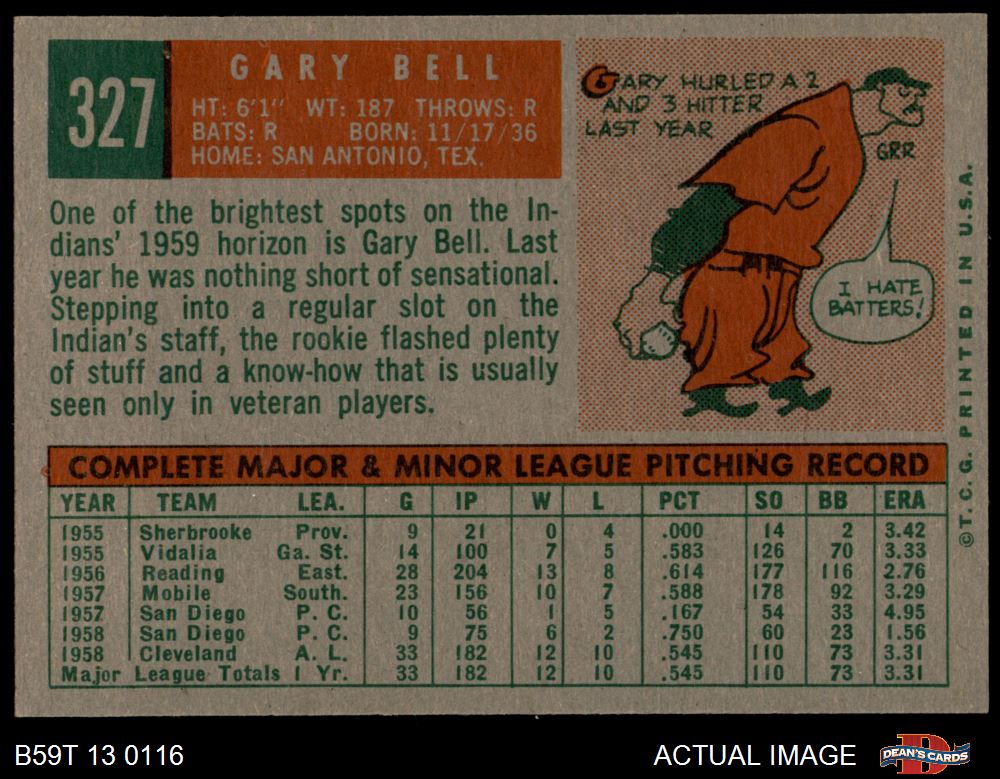 327
GARY BELL
HT: 6'1" WT: 187 THROWS: R
BATS: R BORN: 11/17/36
HOME: SAN ANTONIO, TEX.
GARY HURLED A 2
AND 3 HITTER
LAST YEAR
GRR
I HATE
BATTERS!
One of the brightest spots on the In-
dians' 1959 horizon is Gary Bell. Last
year he was nothing short of sensational.
Stepping into a regular slot on the
Indian's staff, the rookie flashed plenty
of stuff and a know-how that is usually
seen only in veteran players.
COMPLETE MAJOR & MINOR LEAGUE PITCHING RECORD
YEAR TEAM LEA. G IP W L PCT SO BB ERA
1955 Sherbrooke Prov. 9 21 0 4 .000 14 2 3.42
1955 Vidalia Ga. St. 14 100 7 5 .583 126 70 3.33
1956 Reading East. 28 204 13 8 .614 177 116 2.76
1957 Mobile South. 23 156 10 7 .588 178 92 3.29
1957 San Diego P. C. 10 56 1 5 .167 54 33 4.95
1958 San Diego P. C. 9 75 6 2 .750 60 23 1.56
1958 Cleveland A. L. 33 182 12 10 .545 110 73 3.31
Major League Totals 1 Yr. 33 182 12 10 .545 110 73 3.31
©T.C.G. PRINTED IN U.S.A.
B59T 13 0116 ACTUAL IMAGE
DEAN'S CARDS